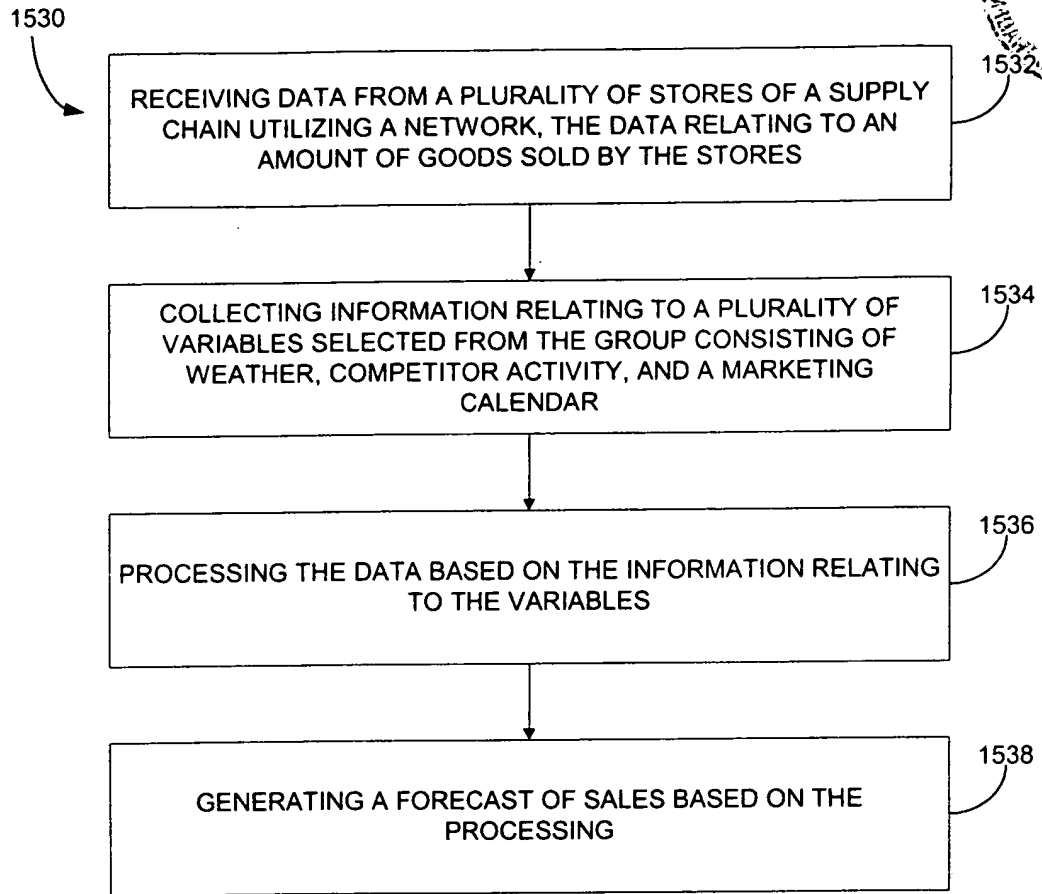 1530
1532
RECEIVING DATA FROM A PLURALITY OF STORES OF A SUPPLY
CHAIN UTILIZING A NETWORK, THE DATA RELATING TO AN
AMOUNT OF GOODS SOLD BY THE STORES
1534
COLLECTING INFORMATION RELATING TO A PLURALITY OF
VARIABLES SELECTED FROM THE GROUP CONSISTING OF
WEATHER, COMPETITOR ACTIVITY, AND A MARKETING
CALENDAR
1536
PROCESSING THE DATA BASED ON THE INFORMATION RELATING
TO THE VARIABLES
1538
GENERATING A FORECAST OF SALES BASED ON THE
PROCESSING